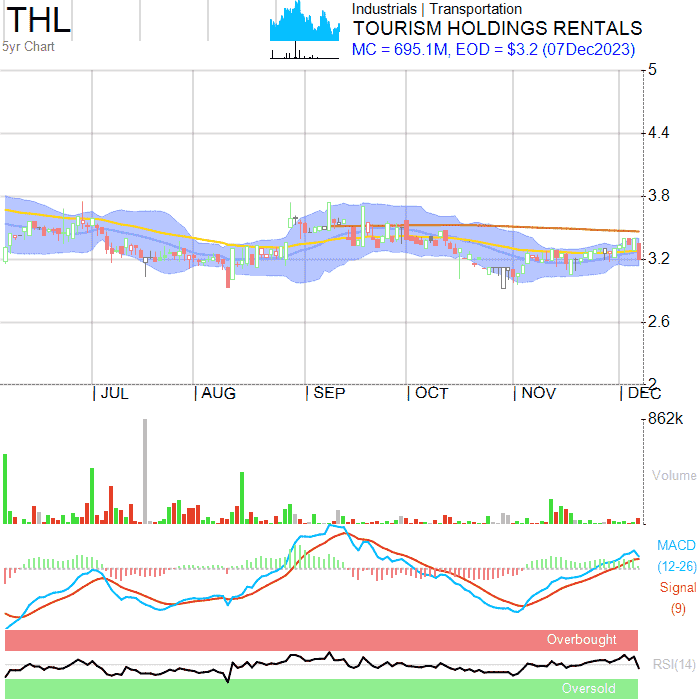 THL
5yr Chart
Industrials | Transportation
TOURISM HOLDINGS RENTALS
MC = 695.1M, EOD = $3.2 (07Dec2023)
5
4.4
3.8
3.2
2.6
2
| JUL | AUG | SEP | OCT | NOV | DEC
862k
Volume
MACD
(12-26)
Signal
(9)
Overbought
RSI(14)
Oversold